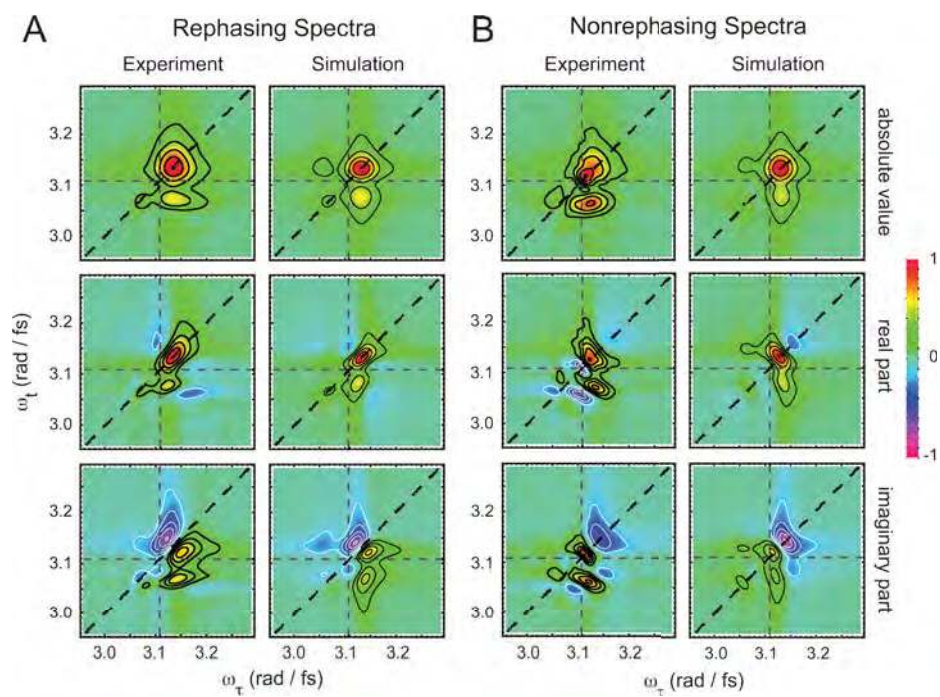 A Rephasing Spectra B Nonrephasing Spectra
Experiment Simulation Experiment Simulation
3.2
3.1
3.0
absolute value
3.2
3.1
3.0
real part
3.2
3.1
3.0
imaginary part
ωt (rad / fs)
1
0
-1
3.0 3.1 3.2 3.0 3.1 3.2 3.0 3.1 3.2 3.0 3.1 3.2
ωτ (rad / fs) ωτ (rad / fs)